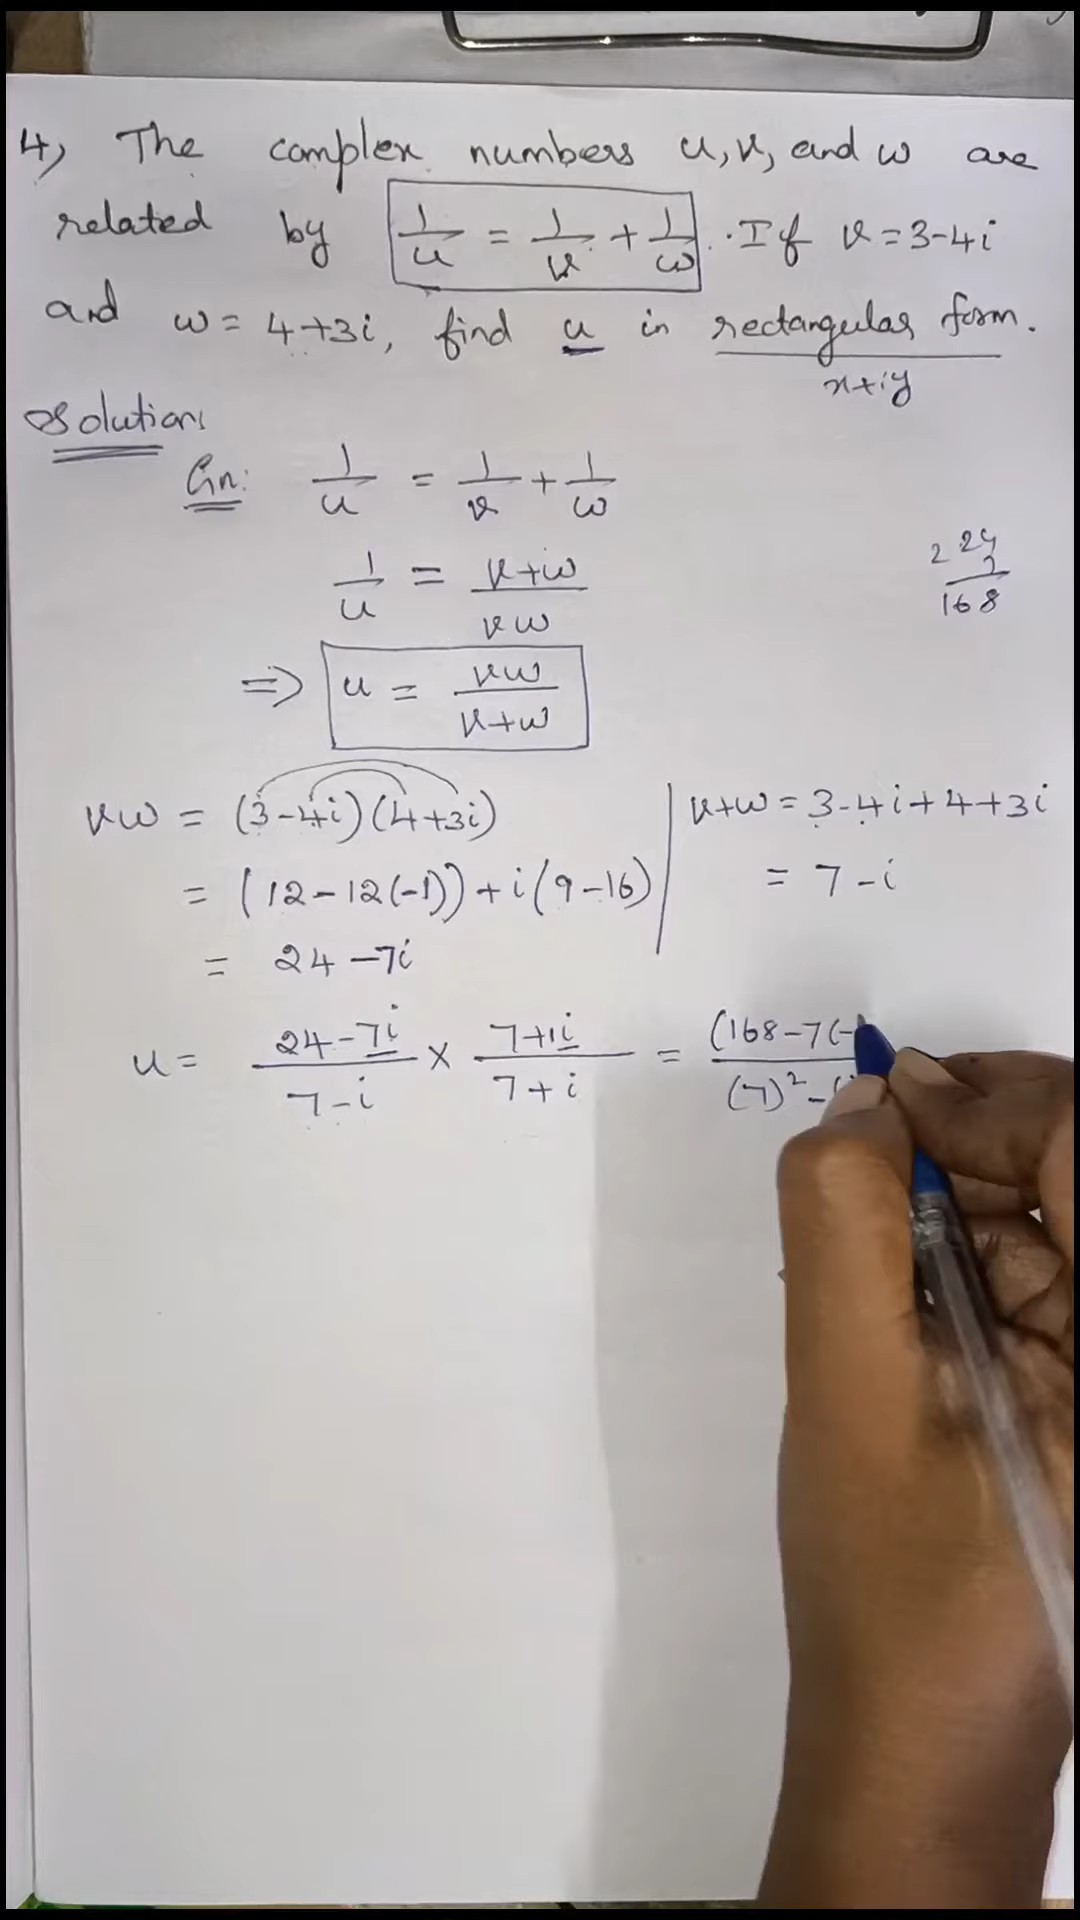 4) The complex numbers u, v, and w are
related by 1/u = 1/v + 1/w . If v = 3-4i
and w = 4+3i, find u in rectangular form.
x+iy
Solution:
Gn: 1/u = 1/v + 1/w
1/u = v+w/vw
2 24
7
168
=> u = vw/v+w
vw = (3-4i)(4+3i)
= (12-12(-1)) + i(9-16)
= 24-7i
v+w = 3-4i+4+3i
= 7-i
u = 24-7i/7-i × 7+1i/7+i = (168-7(-/(7)²-(